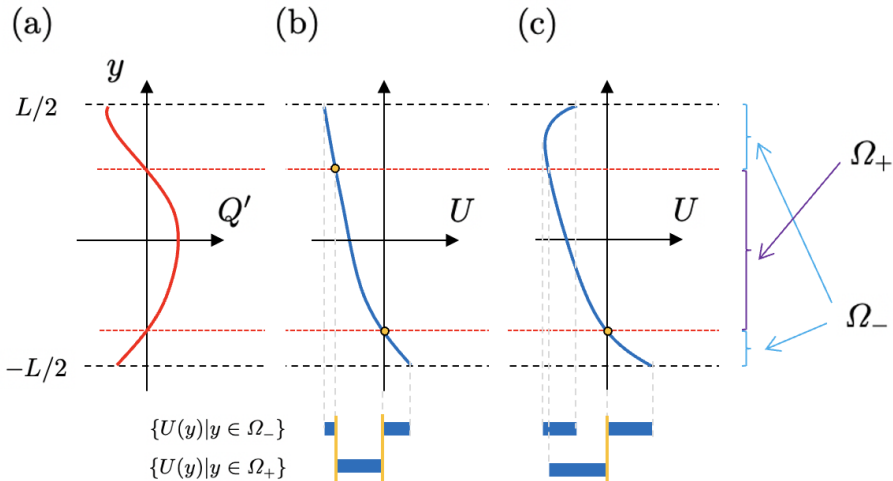 (a) (b) (c)
y
L/2
Q′ U U
Ω₊
Ω₋
−L/2
{U(y)|y ∈ Ω₋}
{U(y)|y ∈ Ω₊}